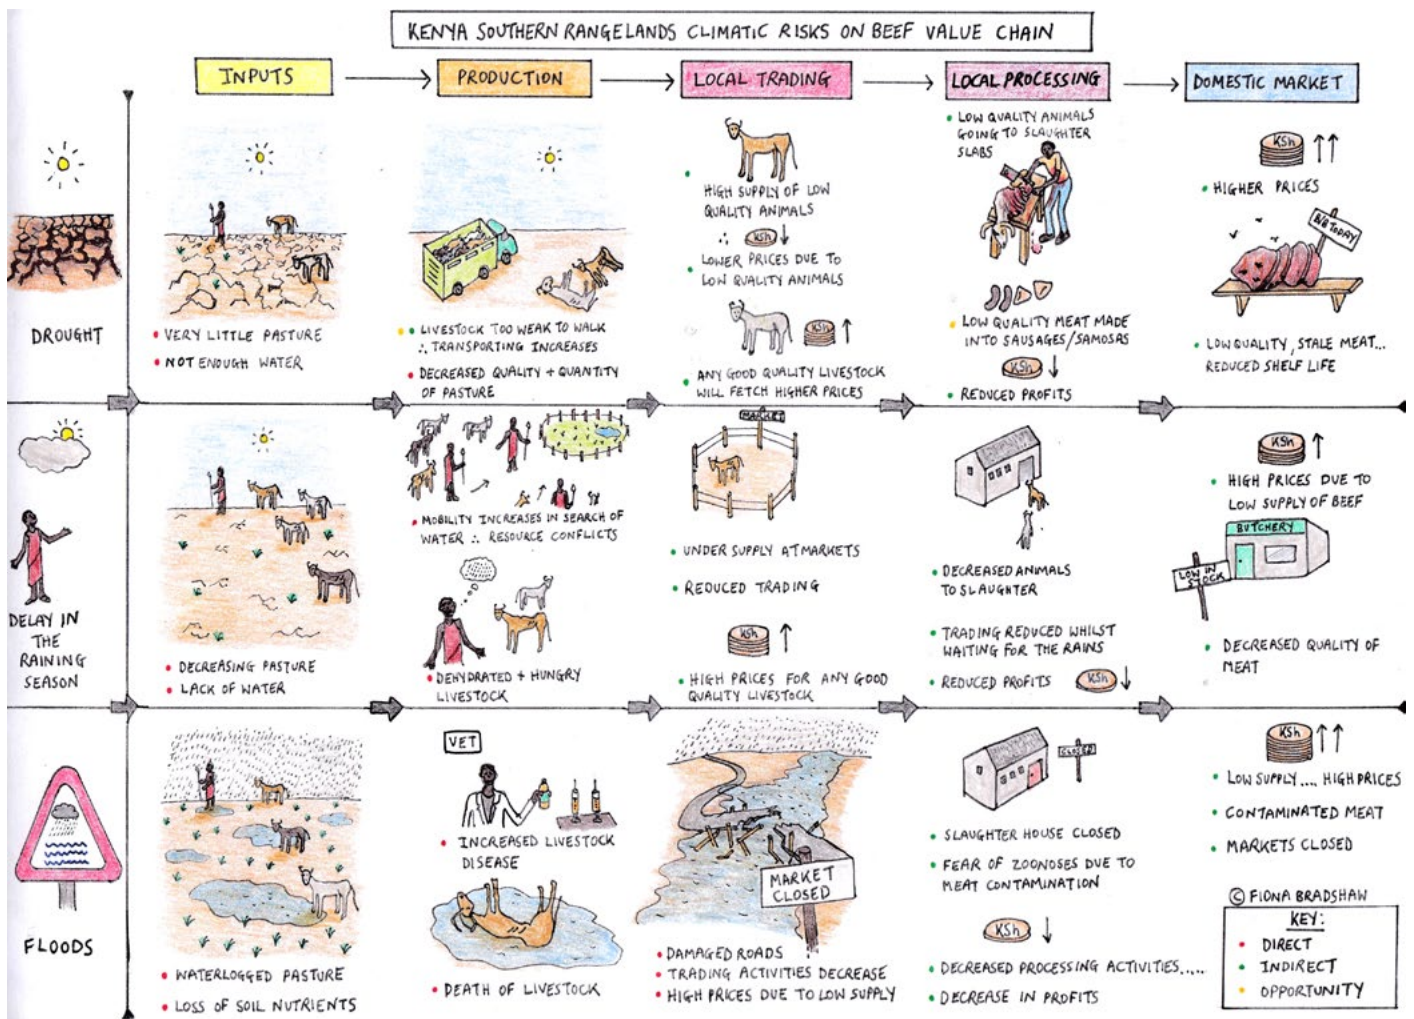 KENYA SOUTHERN RANGELANDS CLIMATIC RISKS ON BEEF VALUE CHAIN
INPUTS
PRODUCTION
LOCAL TRADING
LOCAL PROCESSING
DOMESTIC MARKET
DROUGHT
VERY LITTLE PASTURE
NOT ENOUGH WATER
LIVESTOCK TOO WEAK TO WALK
∴ TRANSPORTING INCREASES
DECREASED QUALITY + QUANTITY
OF PASTURE
HIGH SUPPLY OF LOW
QUALITY ANIMALS
∴ KSh ↓
LOWER PRICES DUE TO
LOW QUALITY ANIMALS
KSh ↑
ANY GOOD QUALITY LIVESTOCK
WILL FETCH HIGHER PRICES
LOW QUALITY ANIMALS
GOING TO SLAUGHTER
SLABS
LOW QUALITY MEAT MADE
INTO SAUSAGES/SAMOSAS
KSh ↓
REDUCED PROFITS
KSh ↑↑
HIGHER PRICES
NOT TODAY
LOW QUALITY, STALE MEAT...
REDUCED SHELF LIFE
DELAY IN
THE
RAINING
SEASON
DECREASING PASTURE
LACK OF WATER
MOBILITY INCREASES IN SEARCH OF
WATER ∴ RESOURCE CONFLICTS
DEHYDRATED + HUNGRY
LIVESTOCK
MARKET
UNDER SUPPLY AT MARKETS
REDUCED TRADING
KSh ↑
HIGH PRICES FOR ANY GOOD
QUALITY LIVESTOCK
DECREASED ANIMALS
TO SLAUGHTER
TRADING REDUCED WHILST
WAITING FOR THE RAINS
REDUCED PROFITS KSh ↓
KSh ↑
HIGH PRICES DUE TO
LOW SUPPLY OF BEEF
BUTCHERY
LOW IN
STOCK
DECREASED QUALITY OF
MEAT
FLOODS
WATERLOGGED PASTURE
LOSS OF SOIL NUTRIENTS
VET
INCREASED LIVESTOCK
DISEASE
DEATH OF LIVESTOCK
MARKET
CLOSED
DAMAGED ROADS
TRADING ACTIVITIES DECREASE
HIGH PRICES DUE TO LOW SUPPLY
CLOSED
SLAUGHTER HOUSE CLOSED
FEAR OF ZOONOSES DUE TO
MEAT CONTAMINATION
KSh ↓
DECREASED PROCESSING ACTIVITIES.....
DECREASE IN PROFITS
KSh ↑↑
LOW SUPPLY.... HIGH PRICES
CONTAMINATED MEAT
MARKETS CLOSED
© FIONA BRADSHAW
KEY:
DIRECT
INDIRECT
OPPORTUNITY